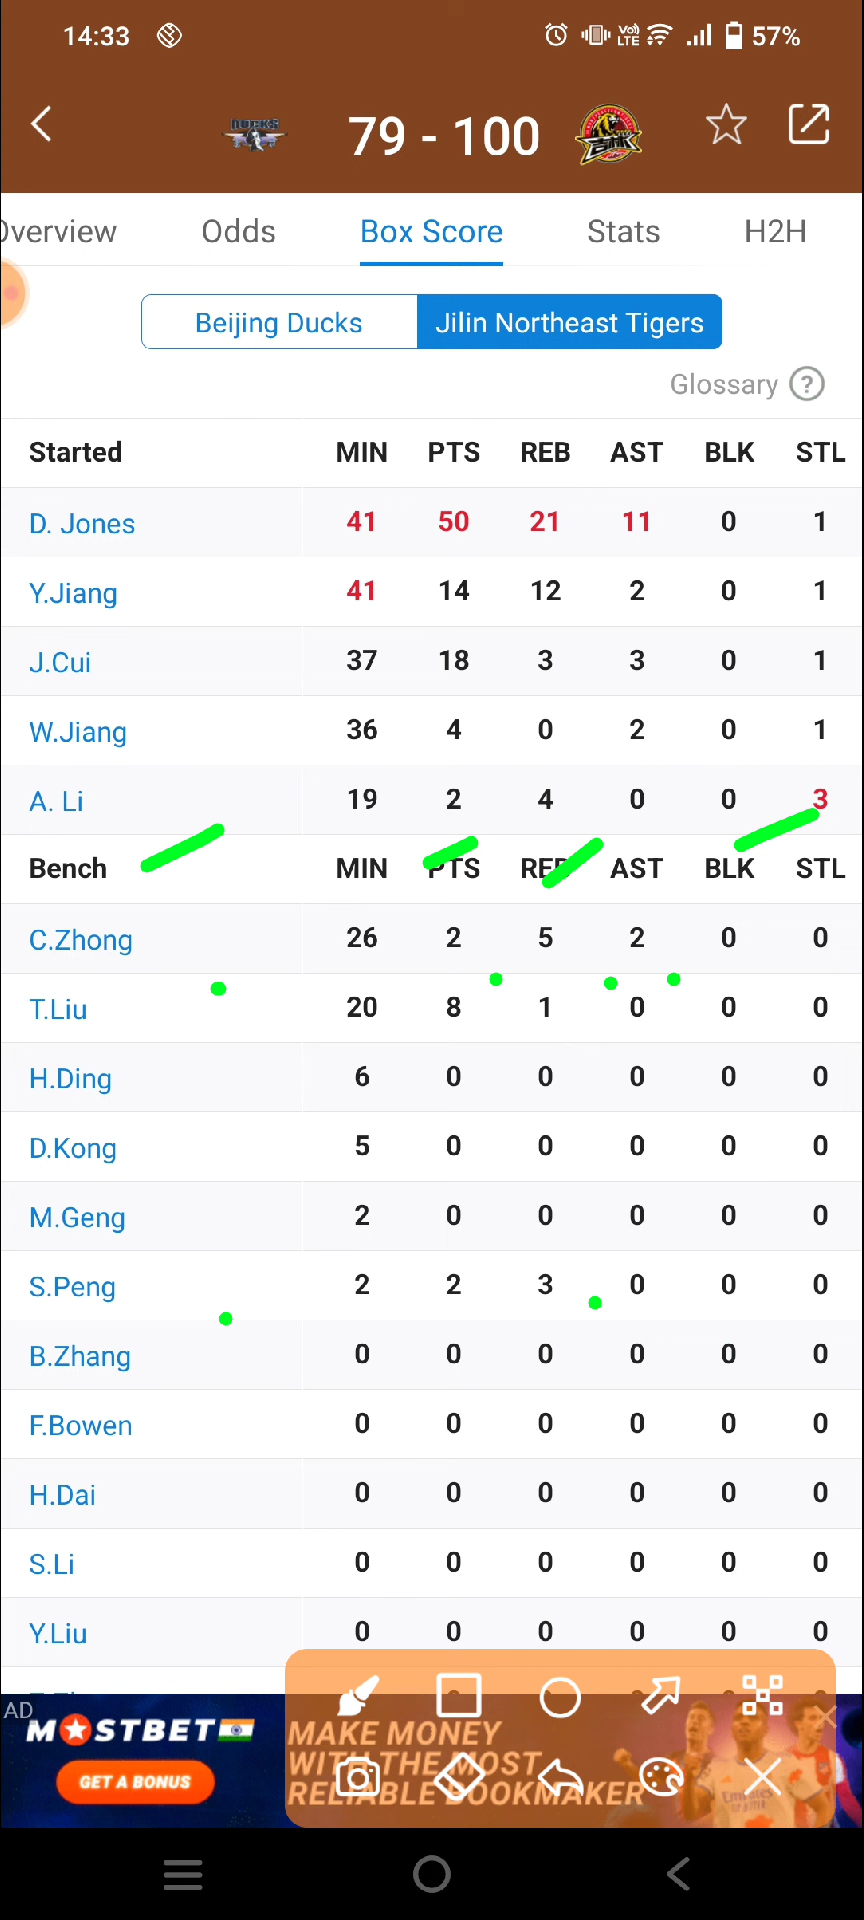 14:33 Vo) LTE 57%
DUCKS 79 - 100
Overview Odds Box Score Stats H2H
Beijing Ducks Jilin Northeast Tigers
Glossary ?
Started MIN PTS REB AST BLK STL
D. Jones 41 50 21 11 0 1
Y.Jiang 41 14 12 2 0 1
J.Cui 37 18 3 3 0 1
W.Jiang 36 4 0 2 0 1
A. Li 19 2 4 0 0 3
Bench MIN PTS REB AST BLK STL
C.Zhong 26 2 5 2 0 0
T.Liu 20 8 1 0 0 0
H.Ding 6 0 0 0 0 0
D.Kong 5 0 0 0 0 0
M.Geng 2 0 0 0 0 0
S.Peng 2 2 3 0 0 0
B.Zhang 0 0 0 0 0 0
F.Bowen 0 0 0 0 0 0
H.Dai 0 0 0 0 0 0
S.Li 0 0 0 0 0 0
Y.Liu 0 0 0 0 0 0
AD
MOSTBET
GET A BONUS
MAKE MONEY
WITH THE MOST
RELIABLE BOOKMAKER